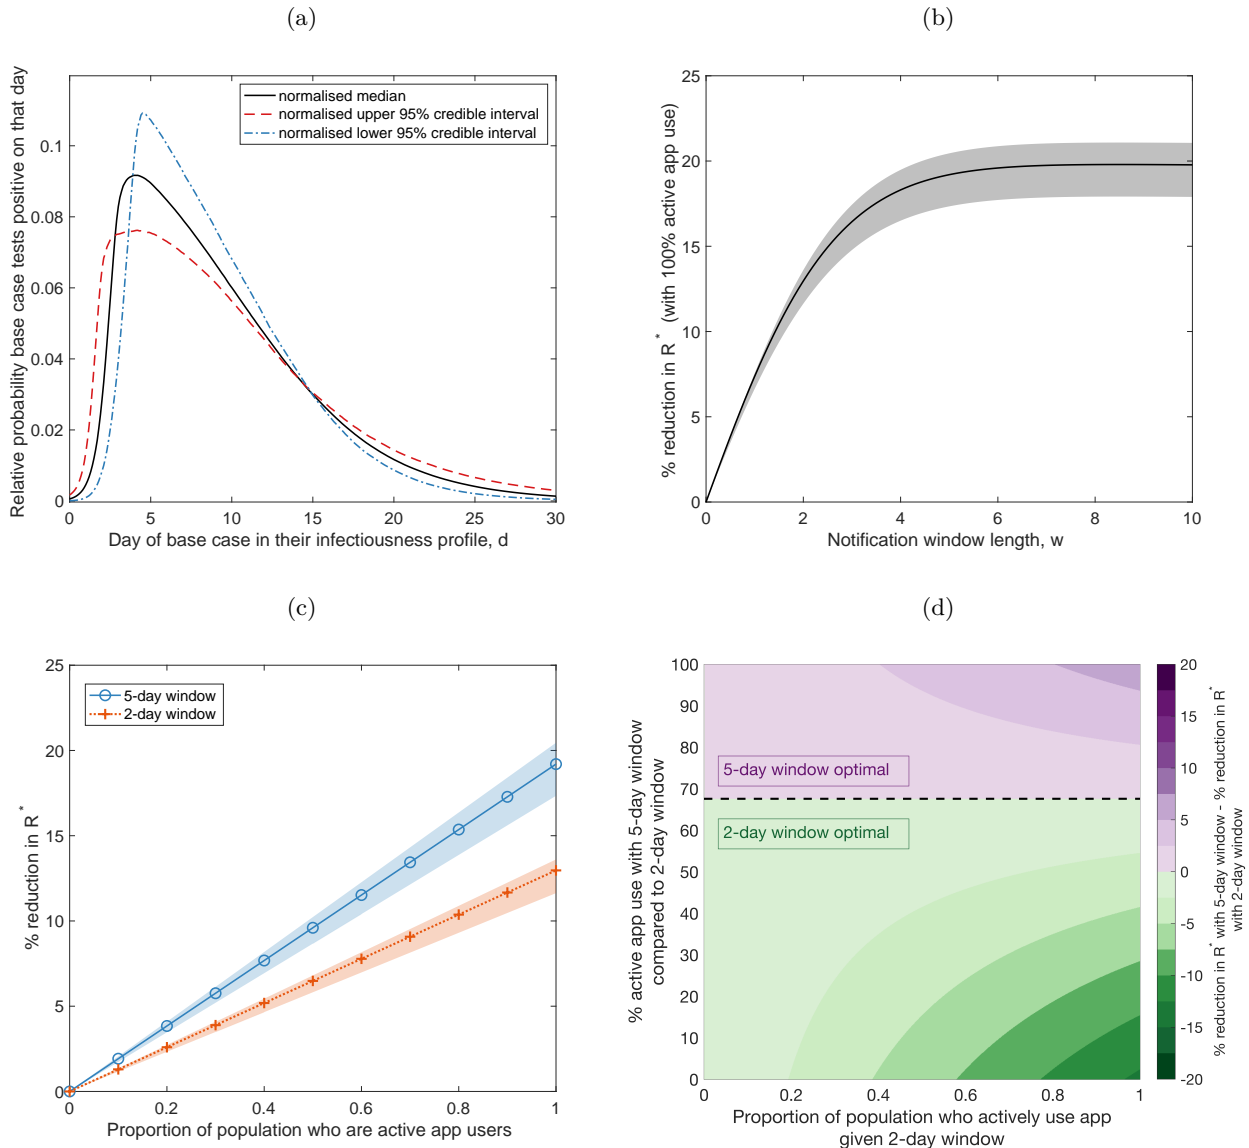 (a)
Relative probability base case tests positive on that day
0.1
0.08
0.06
0.04
0.02
0
normalised median
normalised upper 95% credible interval
normalised lower 95% credible interval
0 5 10 15 20 25 30
Day of base case in their infectiousness profile, d
(b)
% reduction in R* (with 100% active app use)
25
20
15
10
5
0
0 2 4 6 8 10
Notification window length, w
(c)
% reduction in R*
25
20
15
10
5
0
5-day window
2-day window
0 0.2 0.4 0.6 0.8 1
Proportion of population who are active app users
(d)
% active app use with 5-day window
compared to 2-day window
100
90
80
70
60
50
40
30
20
10
0
5-day window optimal
2-day window optimal
0 0.2 0.4 0.6 0.8 1
Proportion of population who actively use app
given 2-day window
20
15
10
5
0
-5
-10
-15
-20
% reduction in R* with 5-day window - % reduction in R*
with 2-day window